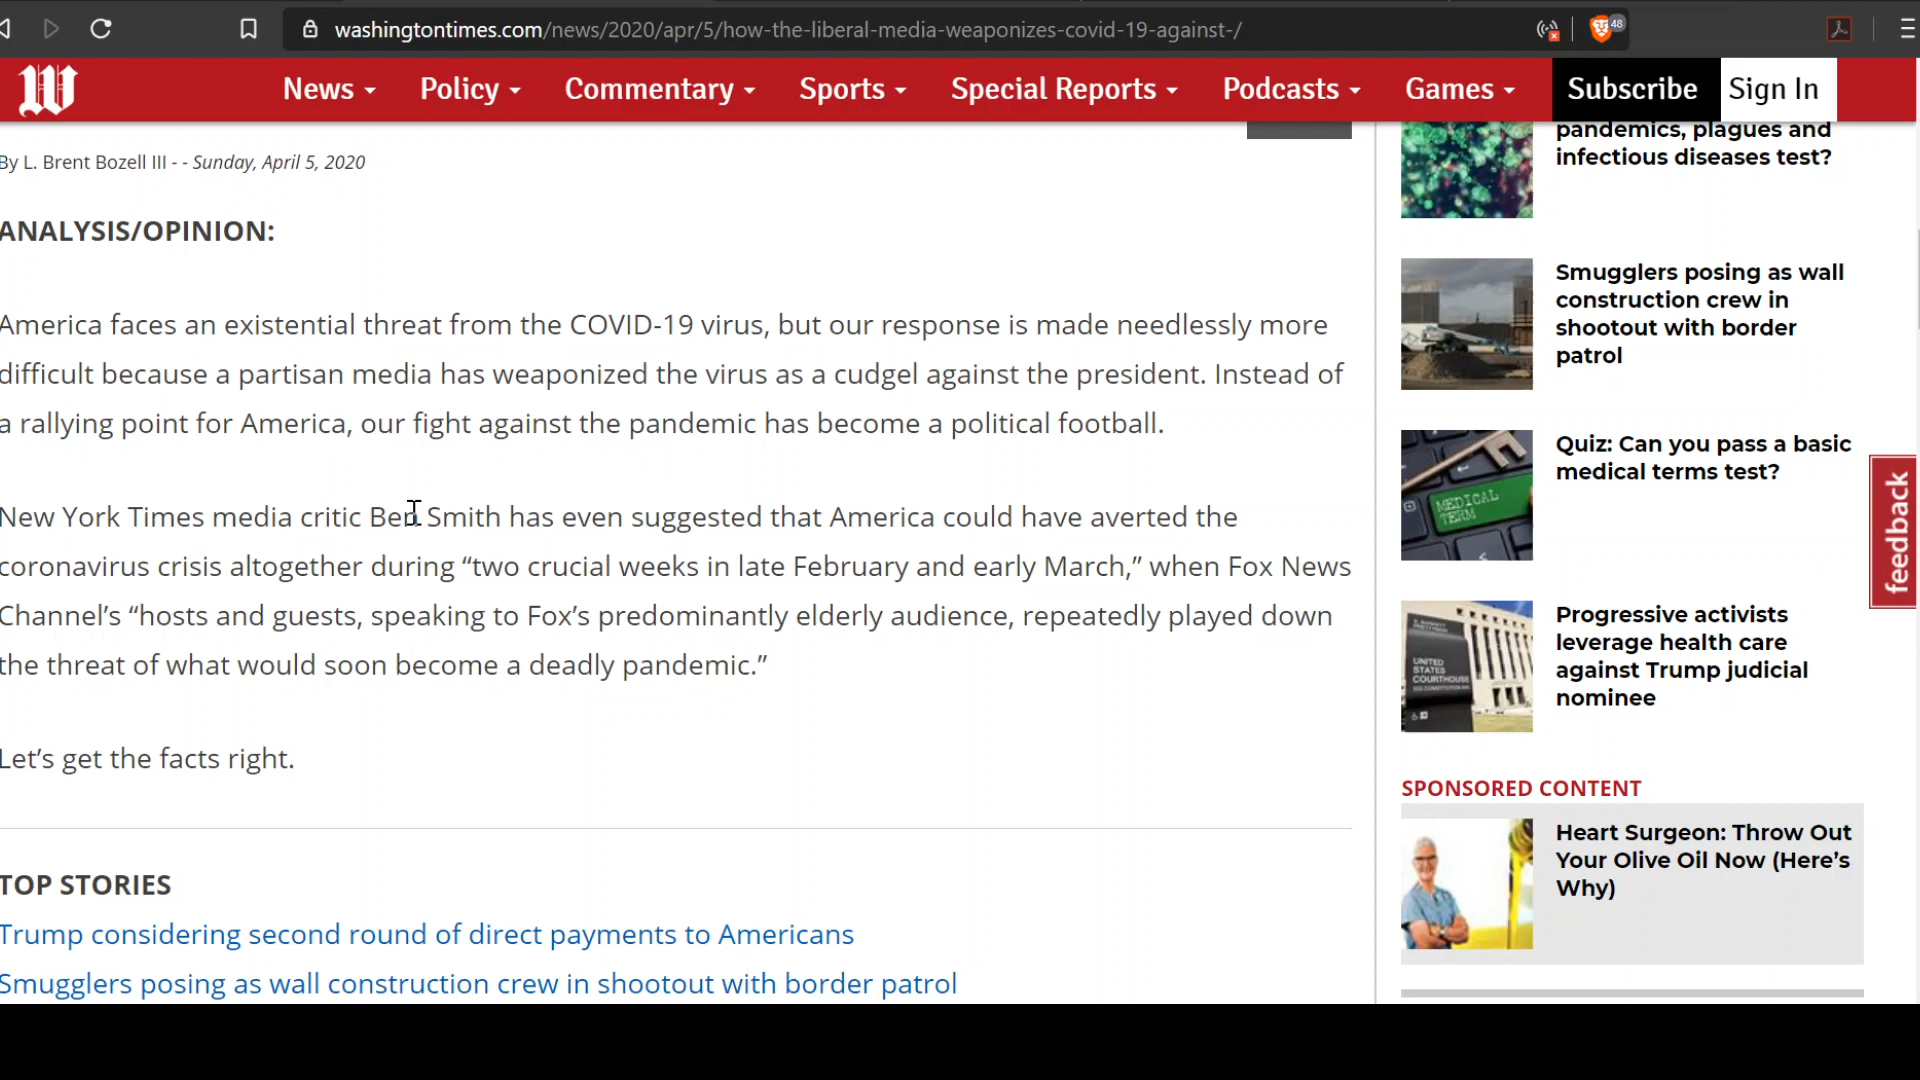 washingtontimes.com/news/2020/apr/5/how-the-liberal-media-weaponizes-covid-19-against-/
48
W
News
Policy
Commentary
Sports
Special Reports
Podcasts
Games
Subscribe
Sign In
By L. Brent Bozell III - - Sunday, April 5, 2020
ANALYSIS/OPINION:
America faces an existential threat from the COVID-19 virus, but our response is made needlessly more
difficult because a partisan media has weaponized the virus as a cudgel against the president. Instead of
a rallying point for America, our fight against the pandemic has become a political football.
New York Times media critic Ben Smith has even suggested that America could have averted the
coronavirus crisis altogether during “two crucial weeks in late February and early March,” when Fox News
Channel’s “hosts and guests, speaking to Fox’s predominantly elderly audience, repeatedly played down
the threat of what would soon become a deadly pandemic.”
Let’s get the facts right.
TOP STORIES
Trump considering second round of direct payments to Americans
Smugglers posing as wall construction crew in shootout with border patrol
pandemics, plagues and
infectious diseases test?
Smugglers posing as wall
construction crew in
shootout with border
patrol
MEDICAL
TERM
Quiz: Can you pass a basic
medical terms test?
UNITED
STATES
COURTHOUSE
Progressive activists
leverage health care
against Trump judicial
nominee
SPONSORED CONTENT
Heart Surgeon: Throw Out
Your Olive Oil Now (Here’s
Why)
feedback